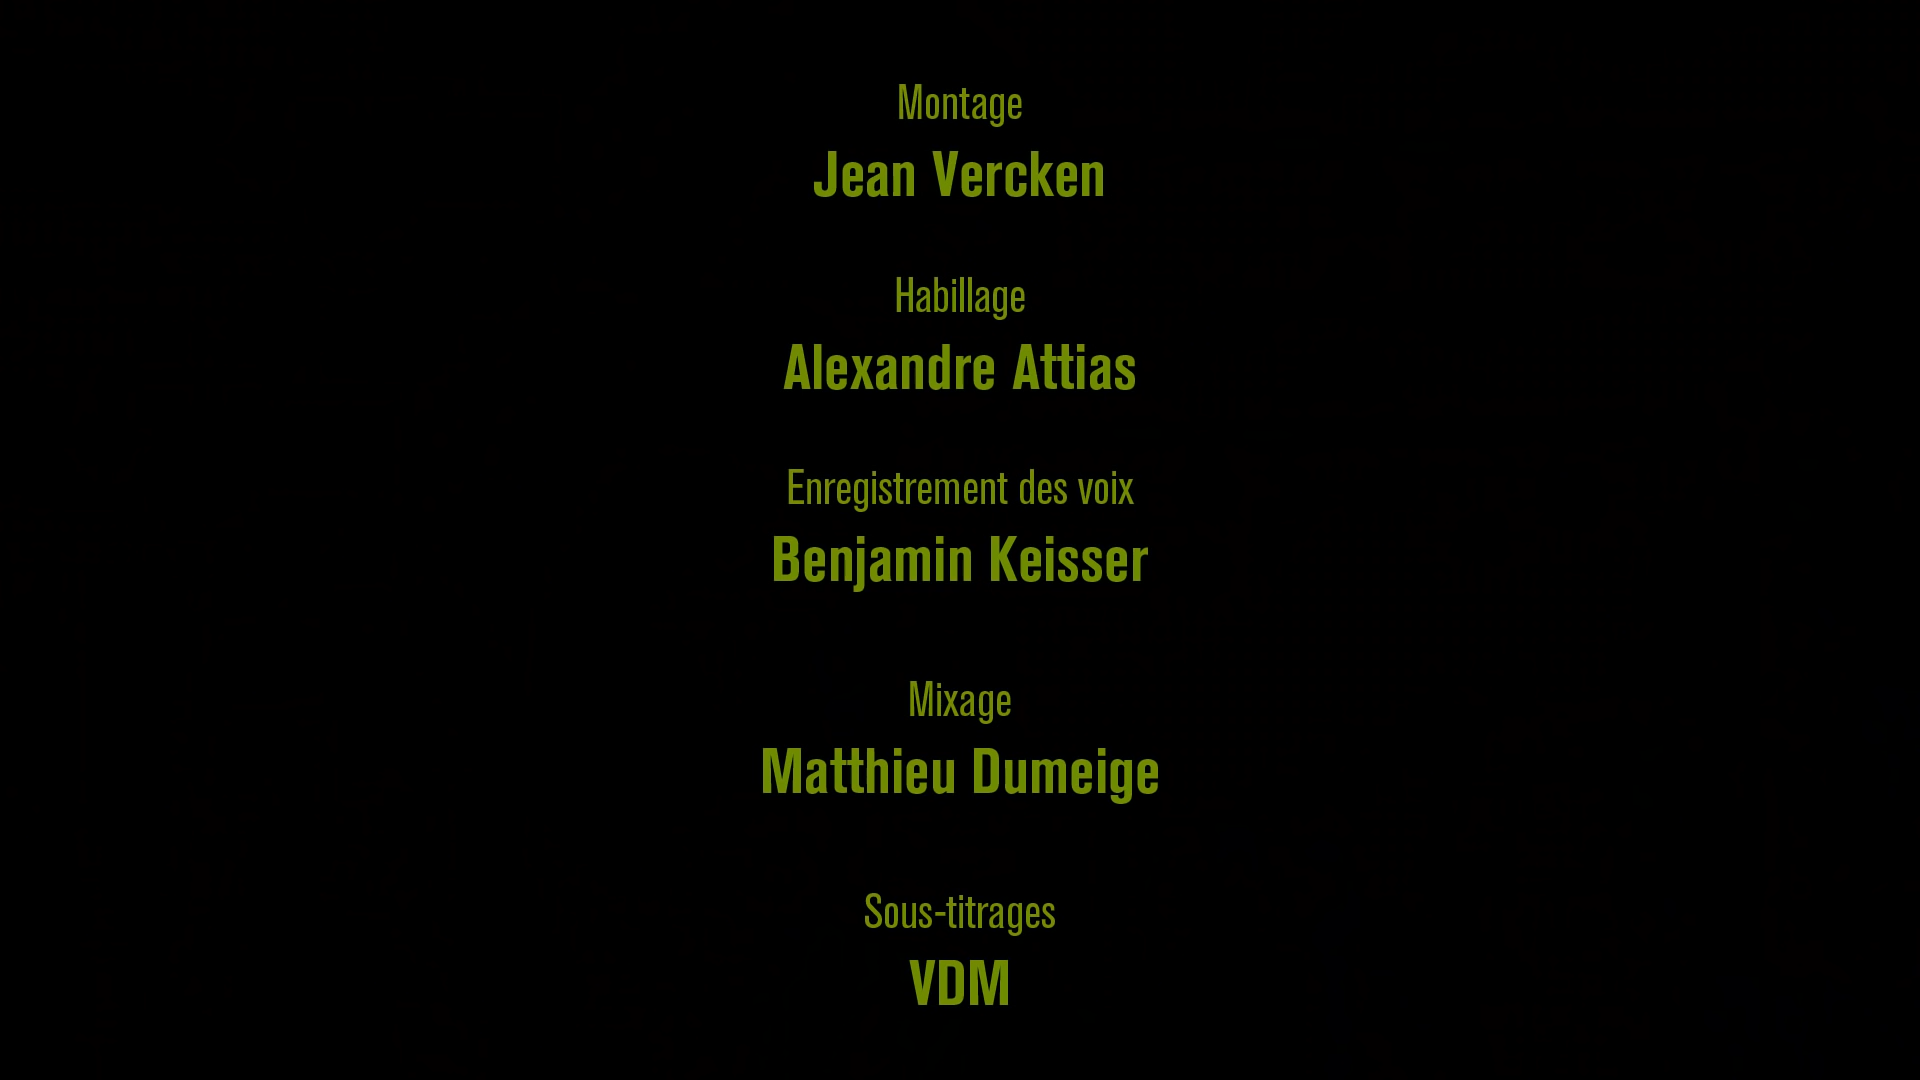 Montage
Jean Vercken
Habillage
Alexandre Attias
Enregistrement des voix
Benjamin Keisser
Mixage
Matthieu Dumeige
Sous-titrages
VDM